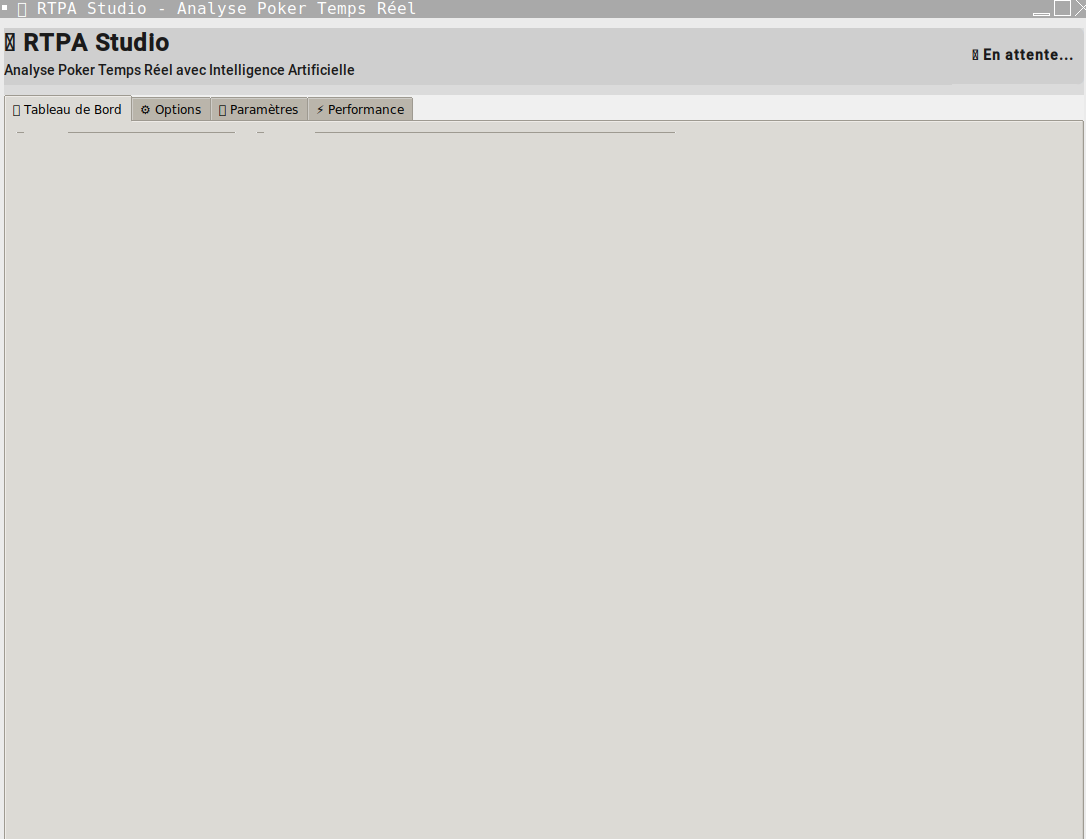 RTPA Studio - Analyse Poker Temps Réel
RTPA Studio
Analyse Poker Temps Réel avec Intelligence Artificielle
En attente...
Tableau de Bord
⚙ Options
Paramètres
⚡ Performance